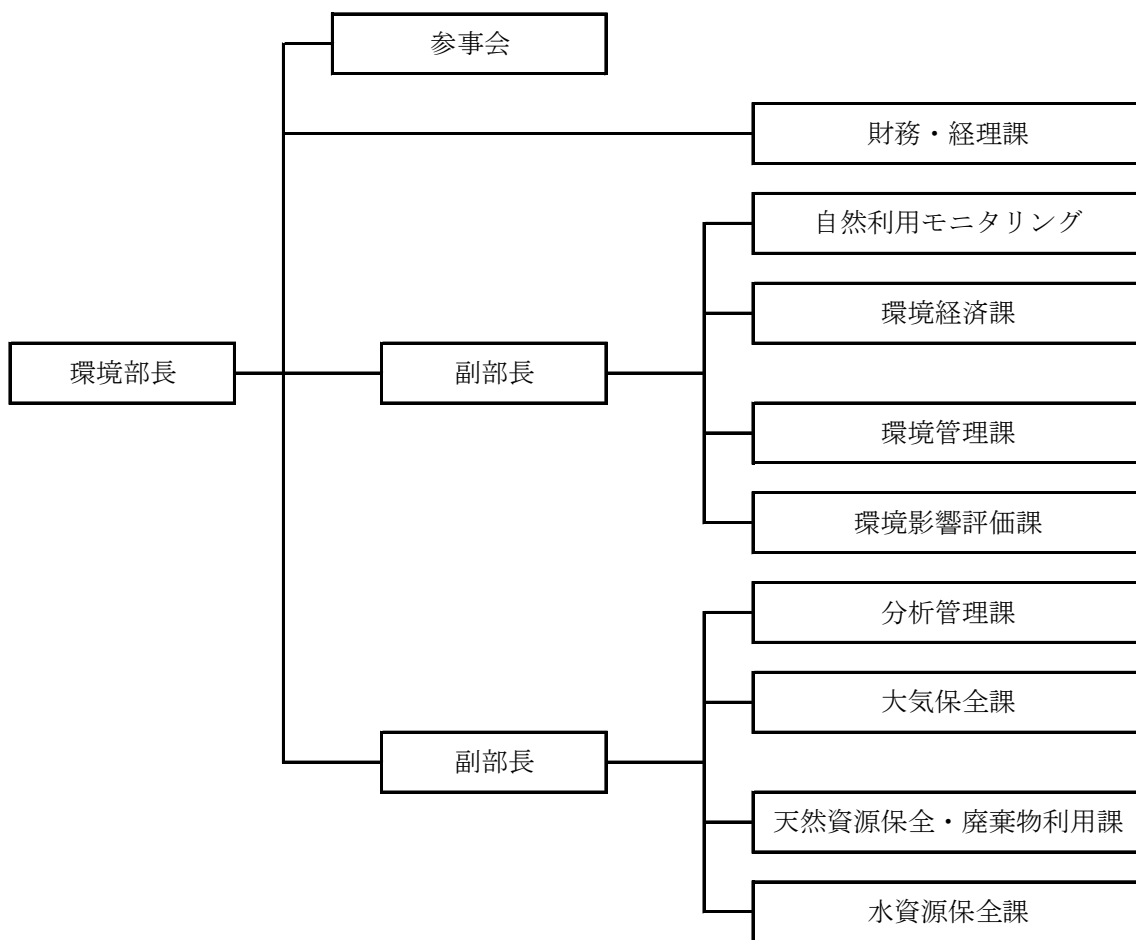 参事会
財務・経理課
自然利用モニタリング
環境経済課
環境部長
副部長
環境管理課
環境影響評価課
分析管理課
大気保全課
副部長
天然資源保全・廃棄物利用課
水資源保全課